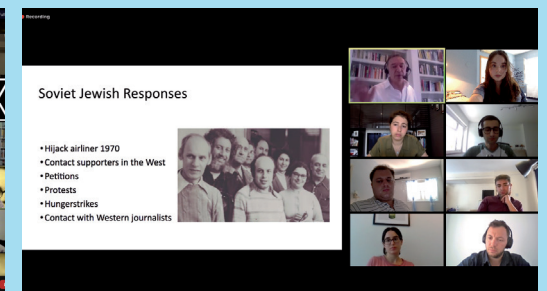 Recording
Soviet Jewish Responses
•Hijack airliner 1970
•Contact supporters in the West
•Petitions
•Protests
•Hungerstrikes
•Contact with Western journalists